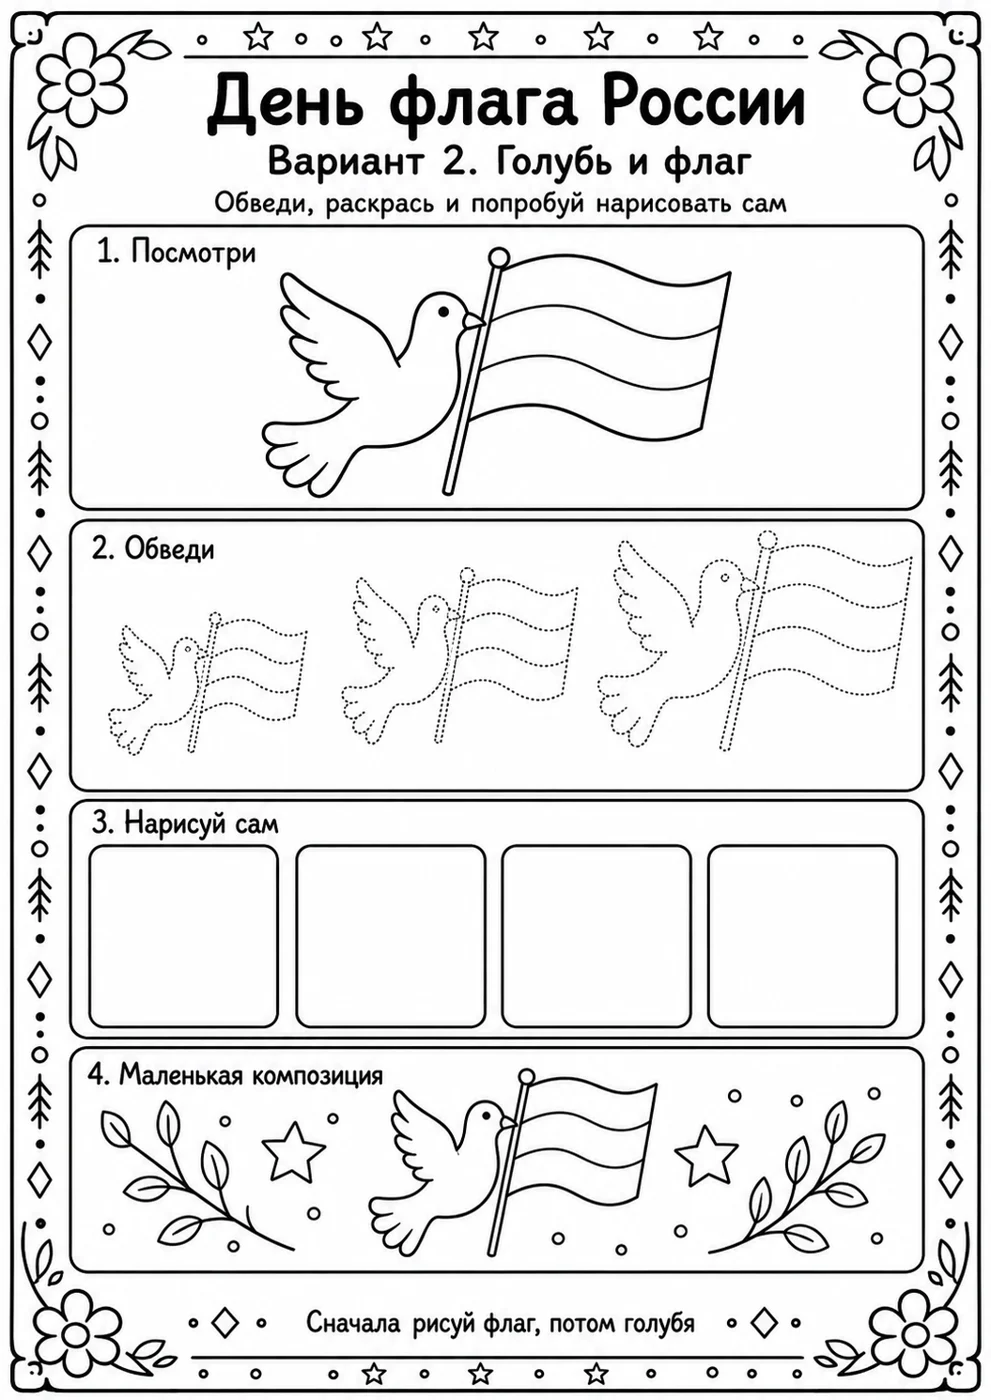 День флага России
Вариант 2. Голубь и флаг
Обведи, раскрась и попробуй нарисовать сам
1. Посмотри
2. Обведи
3. Нарисуй сам
4. Маленькая композиция
Сначала рисуй флаг, потом голубя